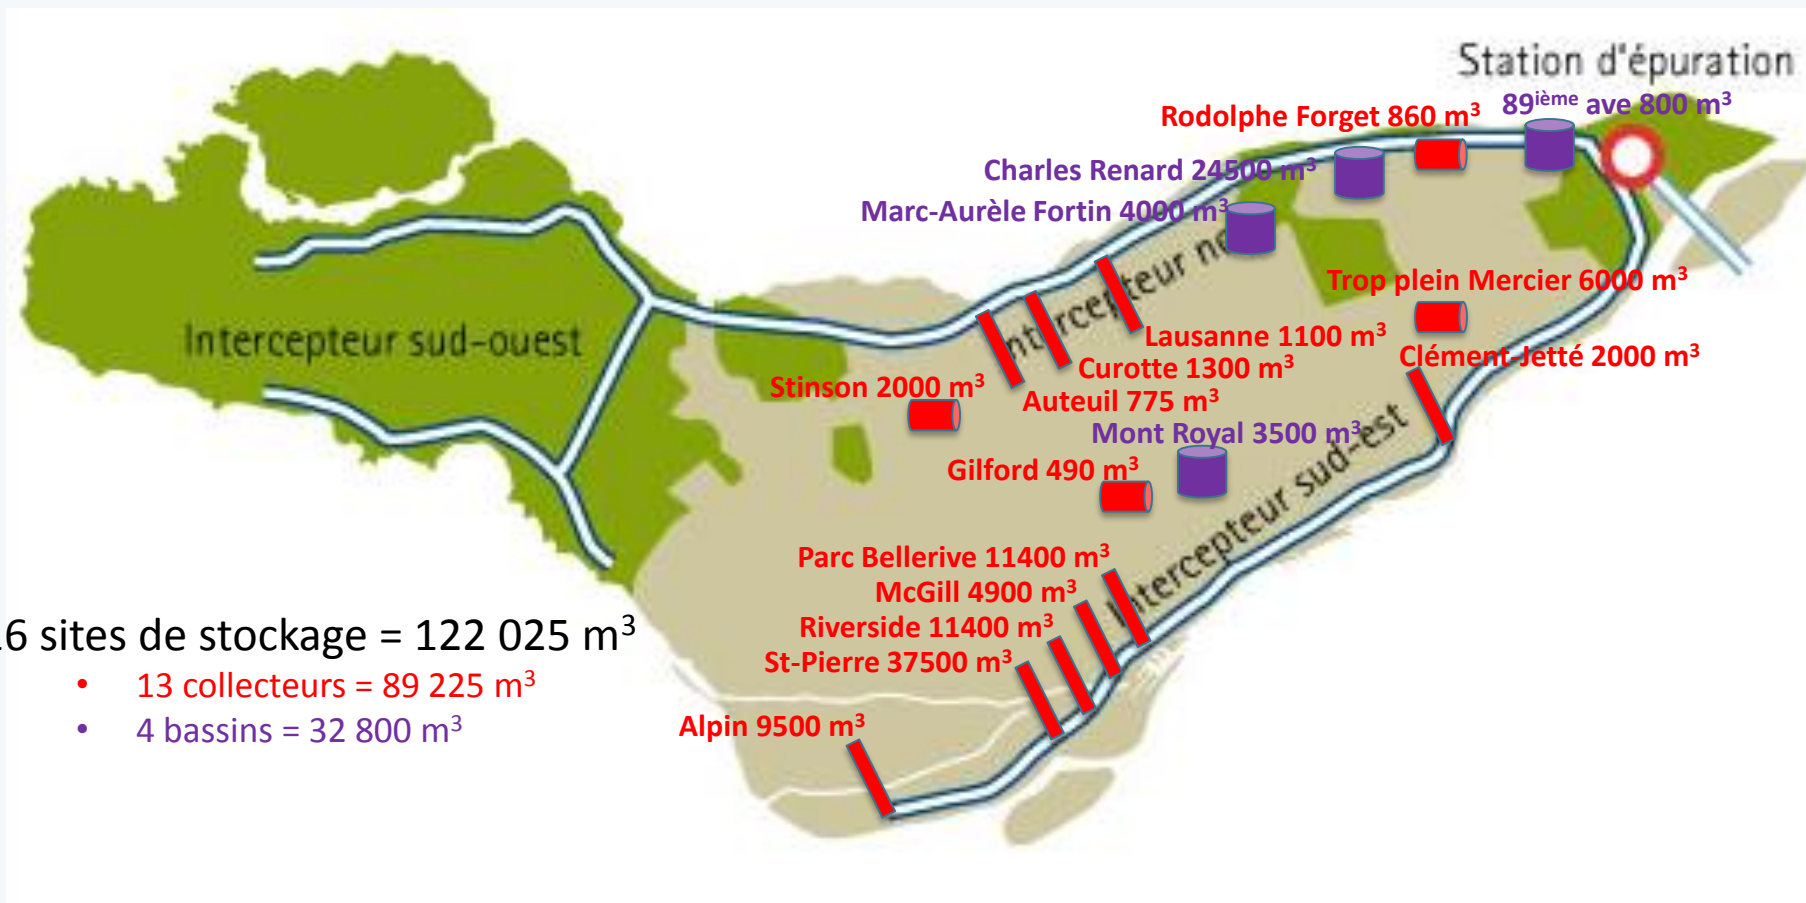 Station d'épuration
89ième ave 800 m³
Rodolphe Forget 860 m³
Charles Renard 24500 m³
Marc-Aurèle Fortin 4000 m³
Intercepteur no
Trop plein Mercier 6000 m³
Intercepteur sud-ouest
Lausanne 1100 m³
Clément-Jetté 2000 m³
Curotte 1300 m³
Stinson 2000 m³
Auteuil 775 m³
Mont Royal 3500 m³
Gilford 490 m³
Intercepteur sud-est
Parc Bellerive 11400 m³
McGill 4900 m³
Riverside 11400 m³
St-Pierre 37500 m³
Alpin 9500 m³
6 sites de stockage = 122 025 m³
• 13 collecteurs = 89 225 m³
• 4 bassins = 32 800 m³